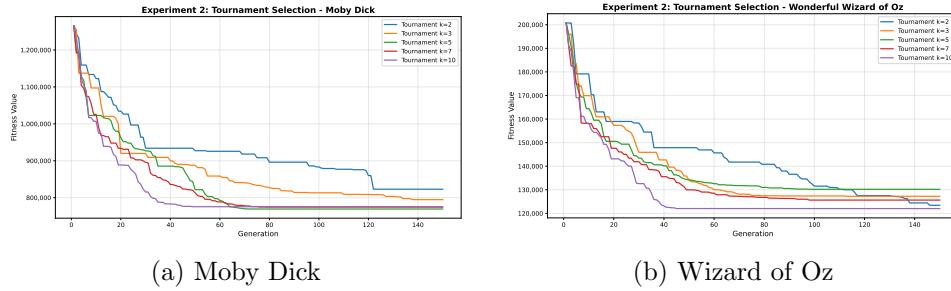 Experiment 2: Tournament Selection - Moby Dick
Tournament k=2
Tournament k=3
Tournament k=5
Tournament k=7
Tournament k=10
Fitness Value
1,200,000
1,100,000
1,000,000
900,000
800,000
0 20 40 60 80 100 120 140
Generation
(a) Moby Dick
Experiment 2: Tournament Selection - Wonderful Wizard of Oz
Tournament k=2
Tournament k=3
Tournament k=5
Tournament k=7
Tournament k=10
Fitness Value
200,000
190,000
180,000
170,000
160,000
150,000
140,000
130,000
120,000
0 20 40 60 80 100 120 140
Generation
(b) Wizard of Oz